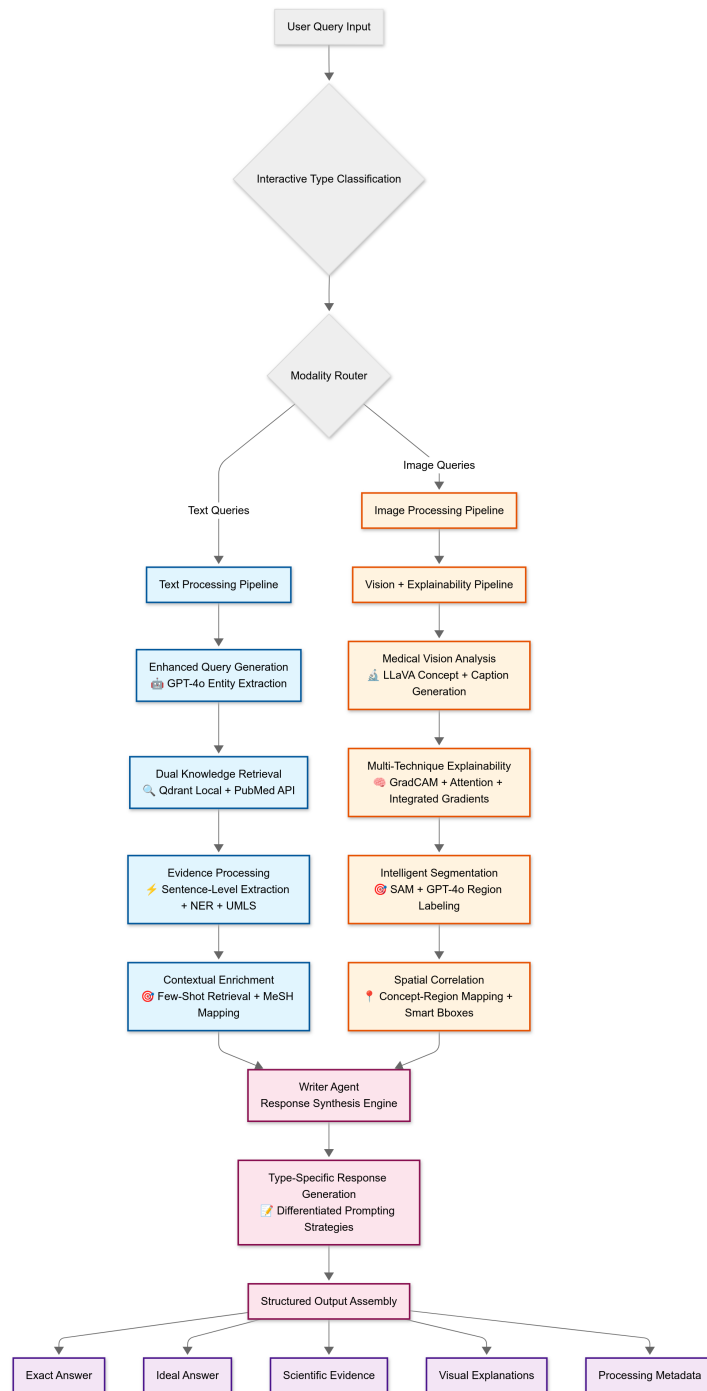 User Query Input
Interactive Type Classification
Modality Router
Image Queries
Text Queries
Image Processing Pipeline
Text Processing Pipeline
Vision + Explainability Pipeline
Enhanced Query Generation
🤖 GPT-4o Entity Extraction
Medical Vision Analysis
🔬 LLaVA Concept + Caption
Generation
Dual Knowledge Retrieval
🔍 Qdrant Local + PubMed API
Multi-Technique Explainability
🧠 GradCAM + Attention +
Integrated Gradients
Evidence Processing
⚡ Sentence-Level Extraction
+ NER + UMLS
Intelligent Segmentation
🎯 SAM + GPT-4o Region
Labeling
Contextual Enrichment
🎯 Few-Shot Retrieval + MeSH
Mapping
Spatial Correlation
📍 Concept-Region Mapping +
Smart Bboxes
Writer Agent
Response Synthesis Engine
Type-Specific Response
Generation
📝 Differentiated Prompting
Strategies
Structured Output Assembly
Exact Answer
Ideal Answer
Scientific Evidence
Visual Explanations
Processing Metadata